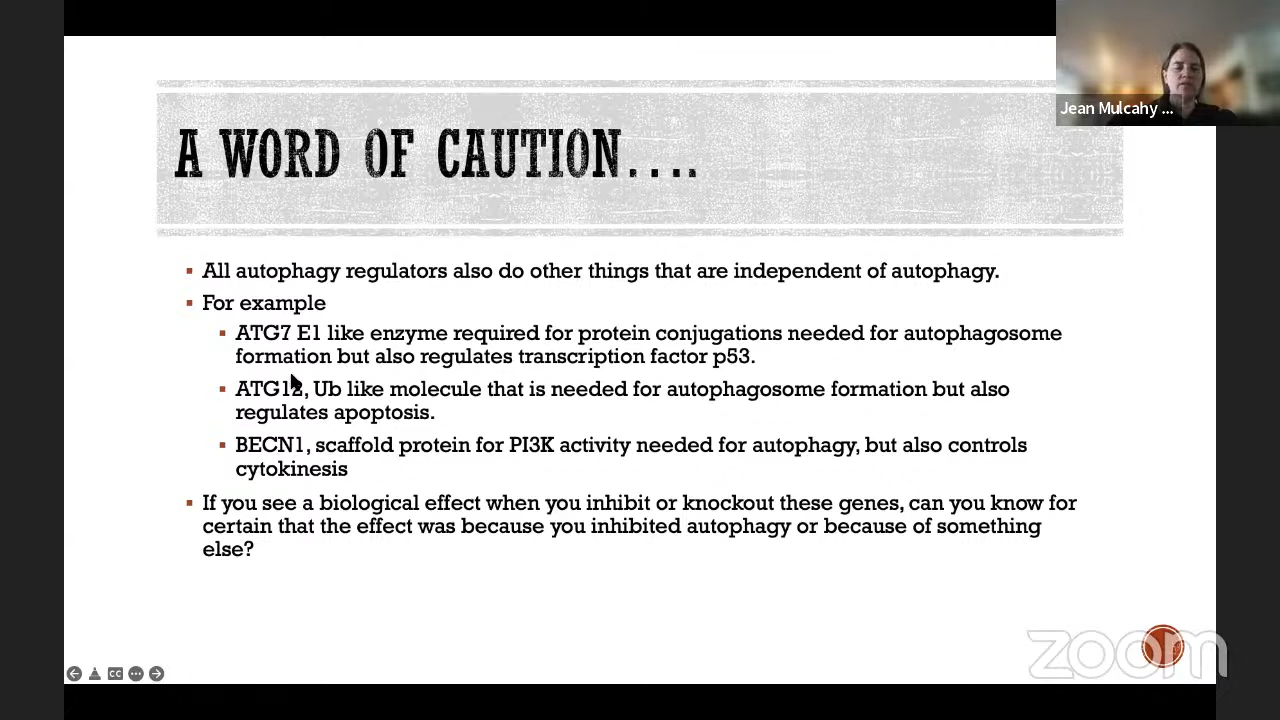 Jean Mulcahy ...
A WORD OF CAUTION....
▪ All autophagy regulators also do other things that are independent of autophagy.
▪ For example
▪ ATG7 E1 like enzyme required for protein conjugations needed for autophagosome
formation but also regulates transcription factor p53.
▪ ATG12, Ub like molecule that is needed for autophagosome formation but also
regulates apoptosis.
▪ BECN1, scaffold protein for PI3K activity needed for autophagy, but also controls
cytokinesis
▪ If you see a biological effect when you inhibit or knockout these genes, can you know for
certain that the effect was because you inhibited autophagy or because of something
else?
CC
zoom